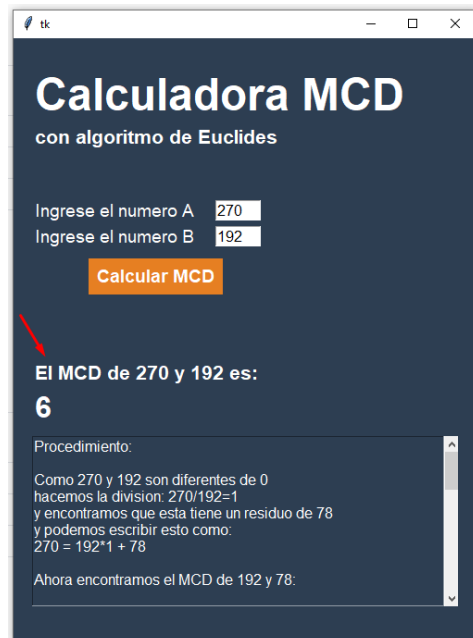 tk
Calculadora MCD
con algoritmo de Euclides
Ingrese el numero A 270
Ingrese el numero B 192
Calcular MCD
El MCD de 270 y 192 es:
6
Procedimiento:
Como 270 y 192 son diferentes de 0
hacemos la division: 270/192=1
y encontramos que esta tiene un residuo de 78
y podemos escribir esto como:
270 = 192*1 + 78
Ahora encontramos el MCD de 192 y 78: